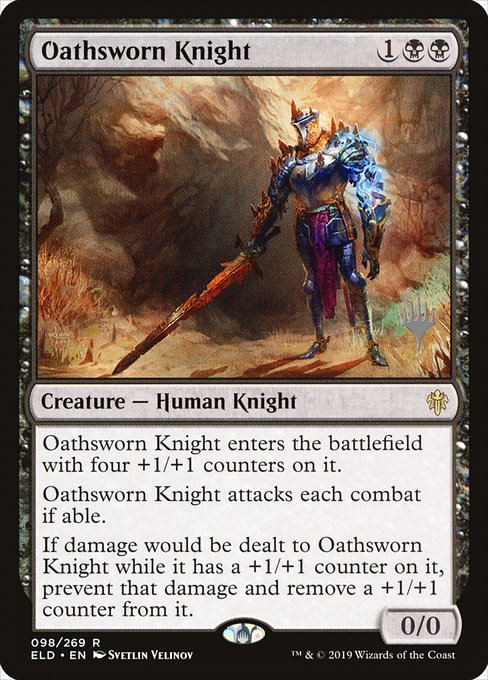 Oathsworn Knight 1
Creature — Human Knight
Oathsworn Knight enters the battlefield
with four +1/+1 counters on it.
Oathsworn Knight attacks each combat
if able.
If damage would be dealt to Oathsworn
Knight while it has a +1/+1 counter on it,
prevent that damage and remove a +1/+1
counter from it.
0/0
098/269 R
ELD • EN Svetlin Velinov
™ & © 2019 Wizards of the Coast